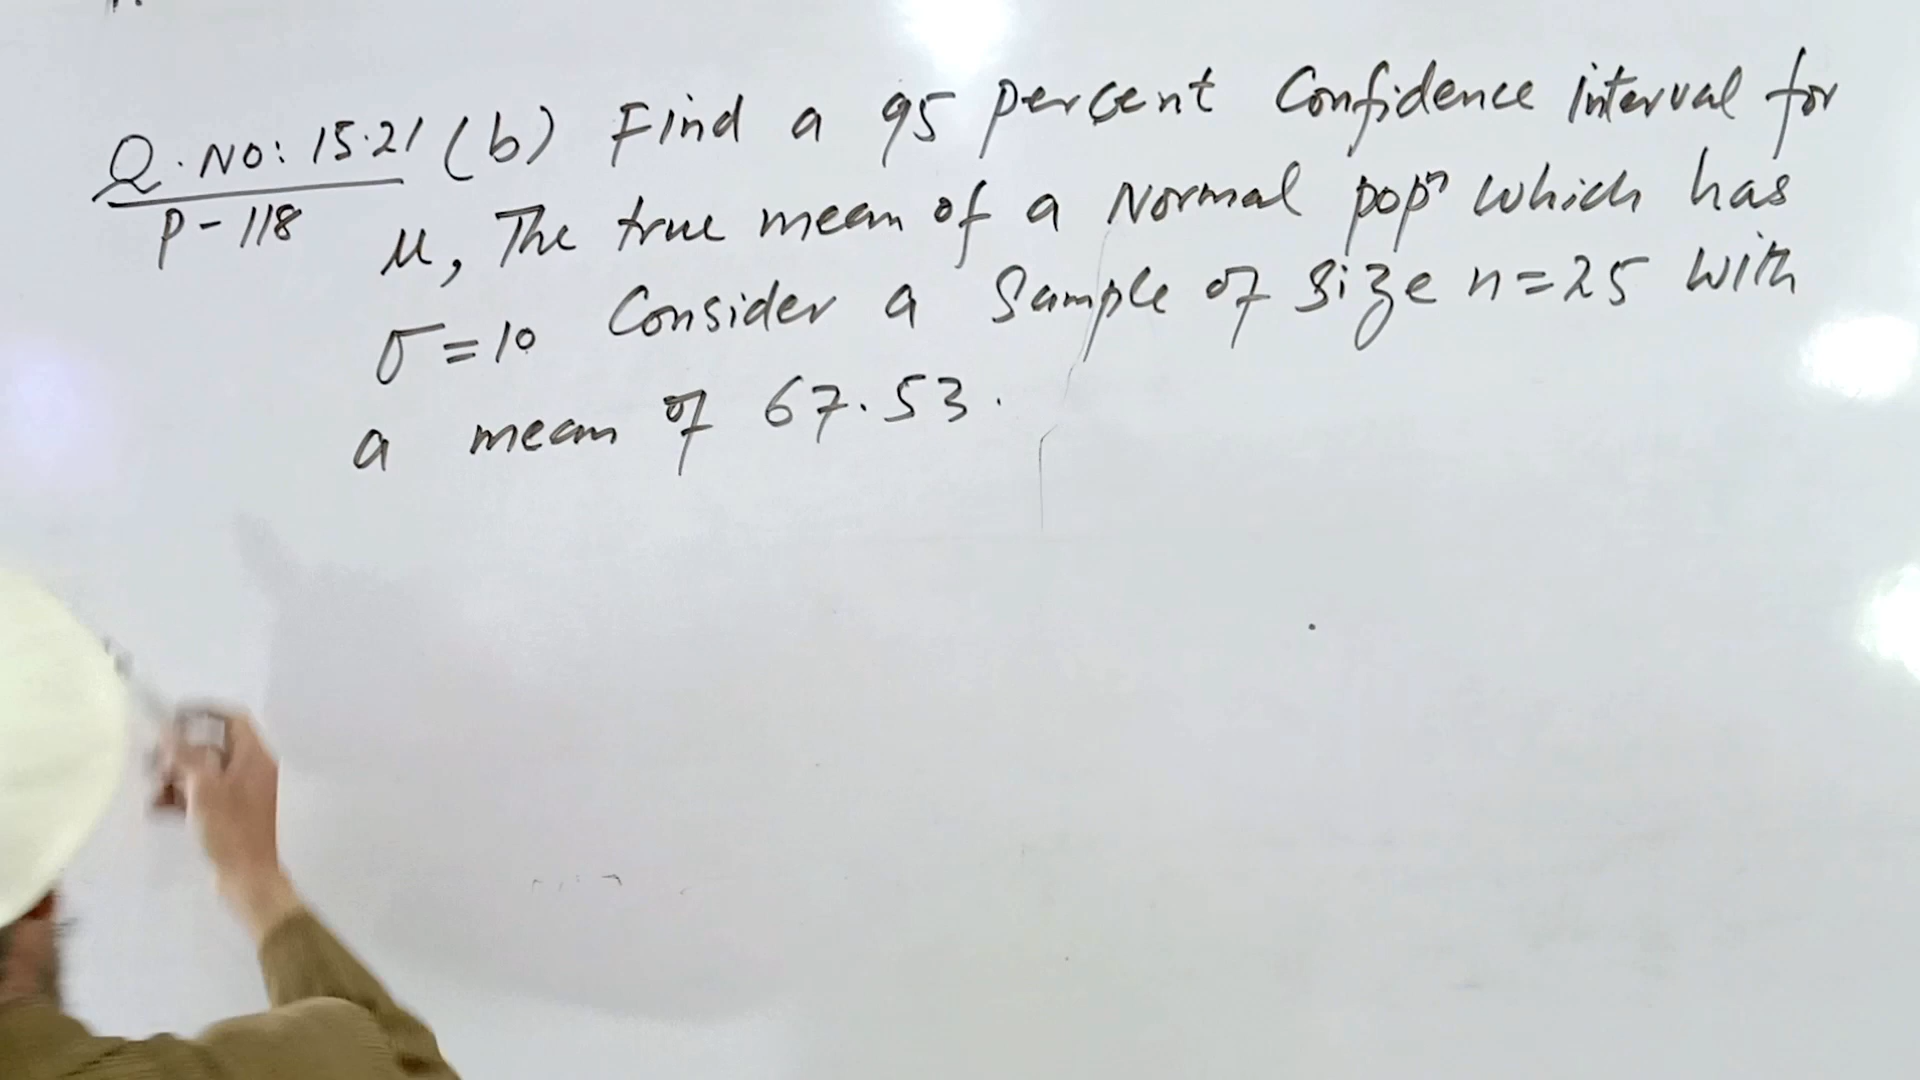 Q.NO: 15.21 (b) Find a 95 percent Confidence interval for
P-118 μ, The true mean of a Normal popⁿ which has
σ=10 Consider a Sample of size n=25 with
a mean of 67.53.